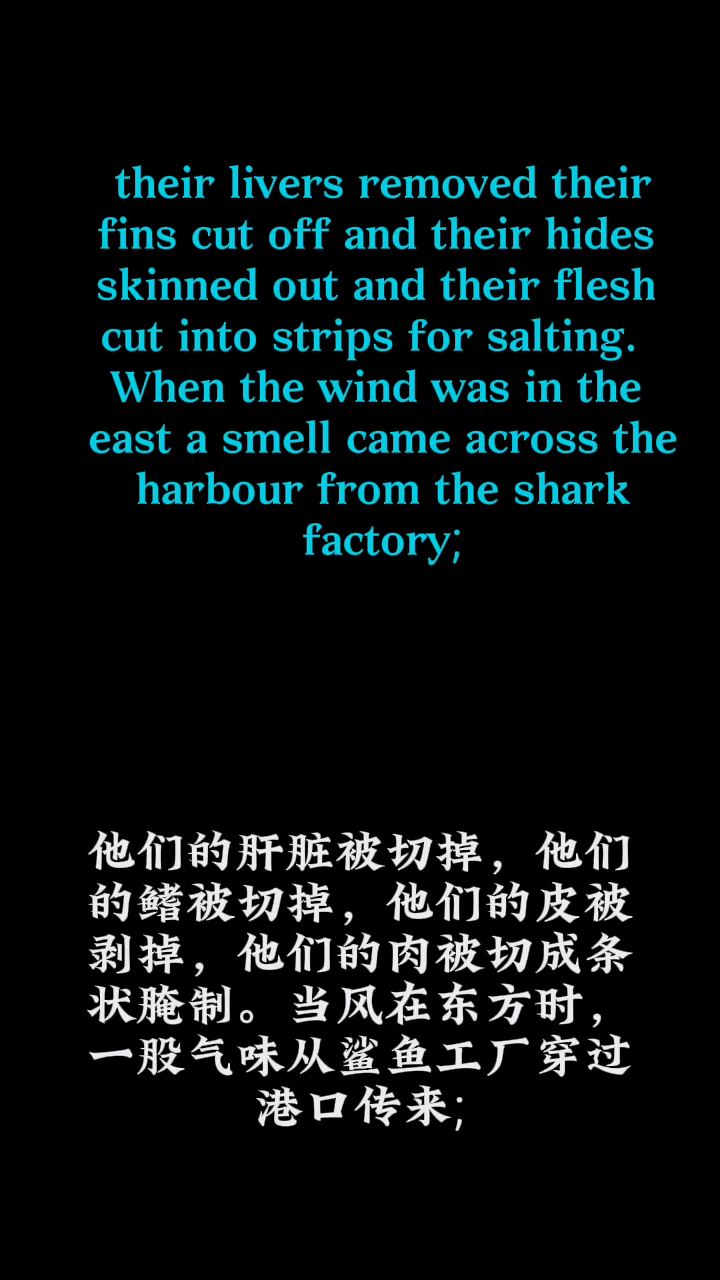 their livers removed their
fins cut off and their hides
skinned out and their flesh
cut into strips for salting.
When the wind was in the
east a smell came across the
harbour from the shark
factory;
他们的肝脏被切掉，他们
的鳍被切掉，他们的皮被
剥掉，他们的肉被切成条
状腌制。当风在东方时，
一股气味从鲨鱼工厂穿过
港口传来;